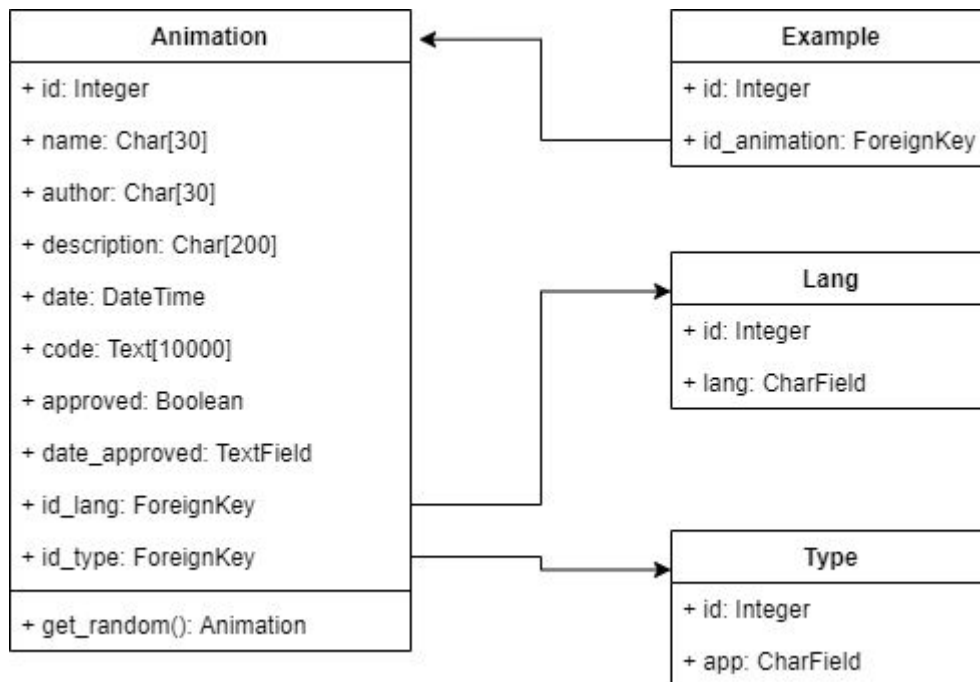 Animation
+ id: Integer
+ name: Char[30]
+ author: Char[30]
+ description: Char[200]
+ date: DateTime
+ code: Text[10000]
+ approved: Boolean
+ date_approved: TextField
+ id_lang: ForeignKey
+ id_type: ForeignKey
+ get_random(): Animation
Example
+ id: Integer
+ id_animation: ForeignKey
Lang
+ id: Integer
+ lang: CharField
Type
+ id: Integer
+ app: CharField